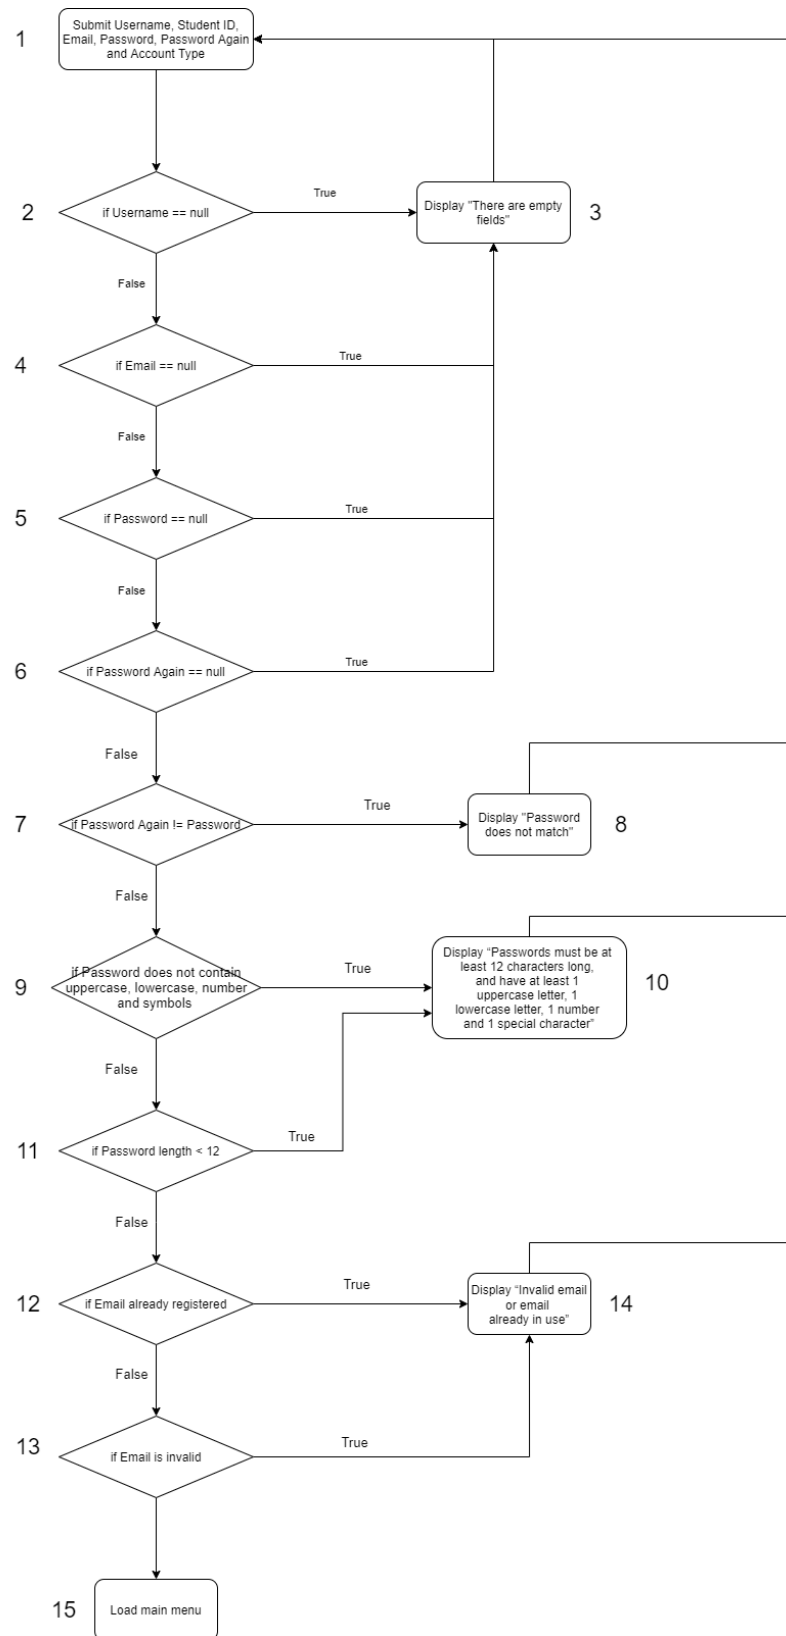 1
Submit Username, Student ID,
Email, Password, Password Again
and Account Type
2
if Username == null
True
Display "There are empty
fields"
3
False
4
if Email == null
True
False
5
if Password == null
True
False
6
if Password Again == null
True
False
7
if Password Again != Password
True
Display "Password
does not match"
8
False
9
if Password does not contain
uppercase, lowercase, number
and symbols
True
Display “Passwords must be at
least 12 characters long,
and have at least 1
uppercase letter, 1
lowercase letter, 1 number
and 1 special character”
10
False
11
if Password length < 12
True
False
12
if Email already registered
True
Display “Invalid email
or email
already in use”
14
False
13
if Email is invalid
True
15
Load main menu